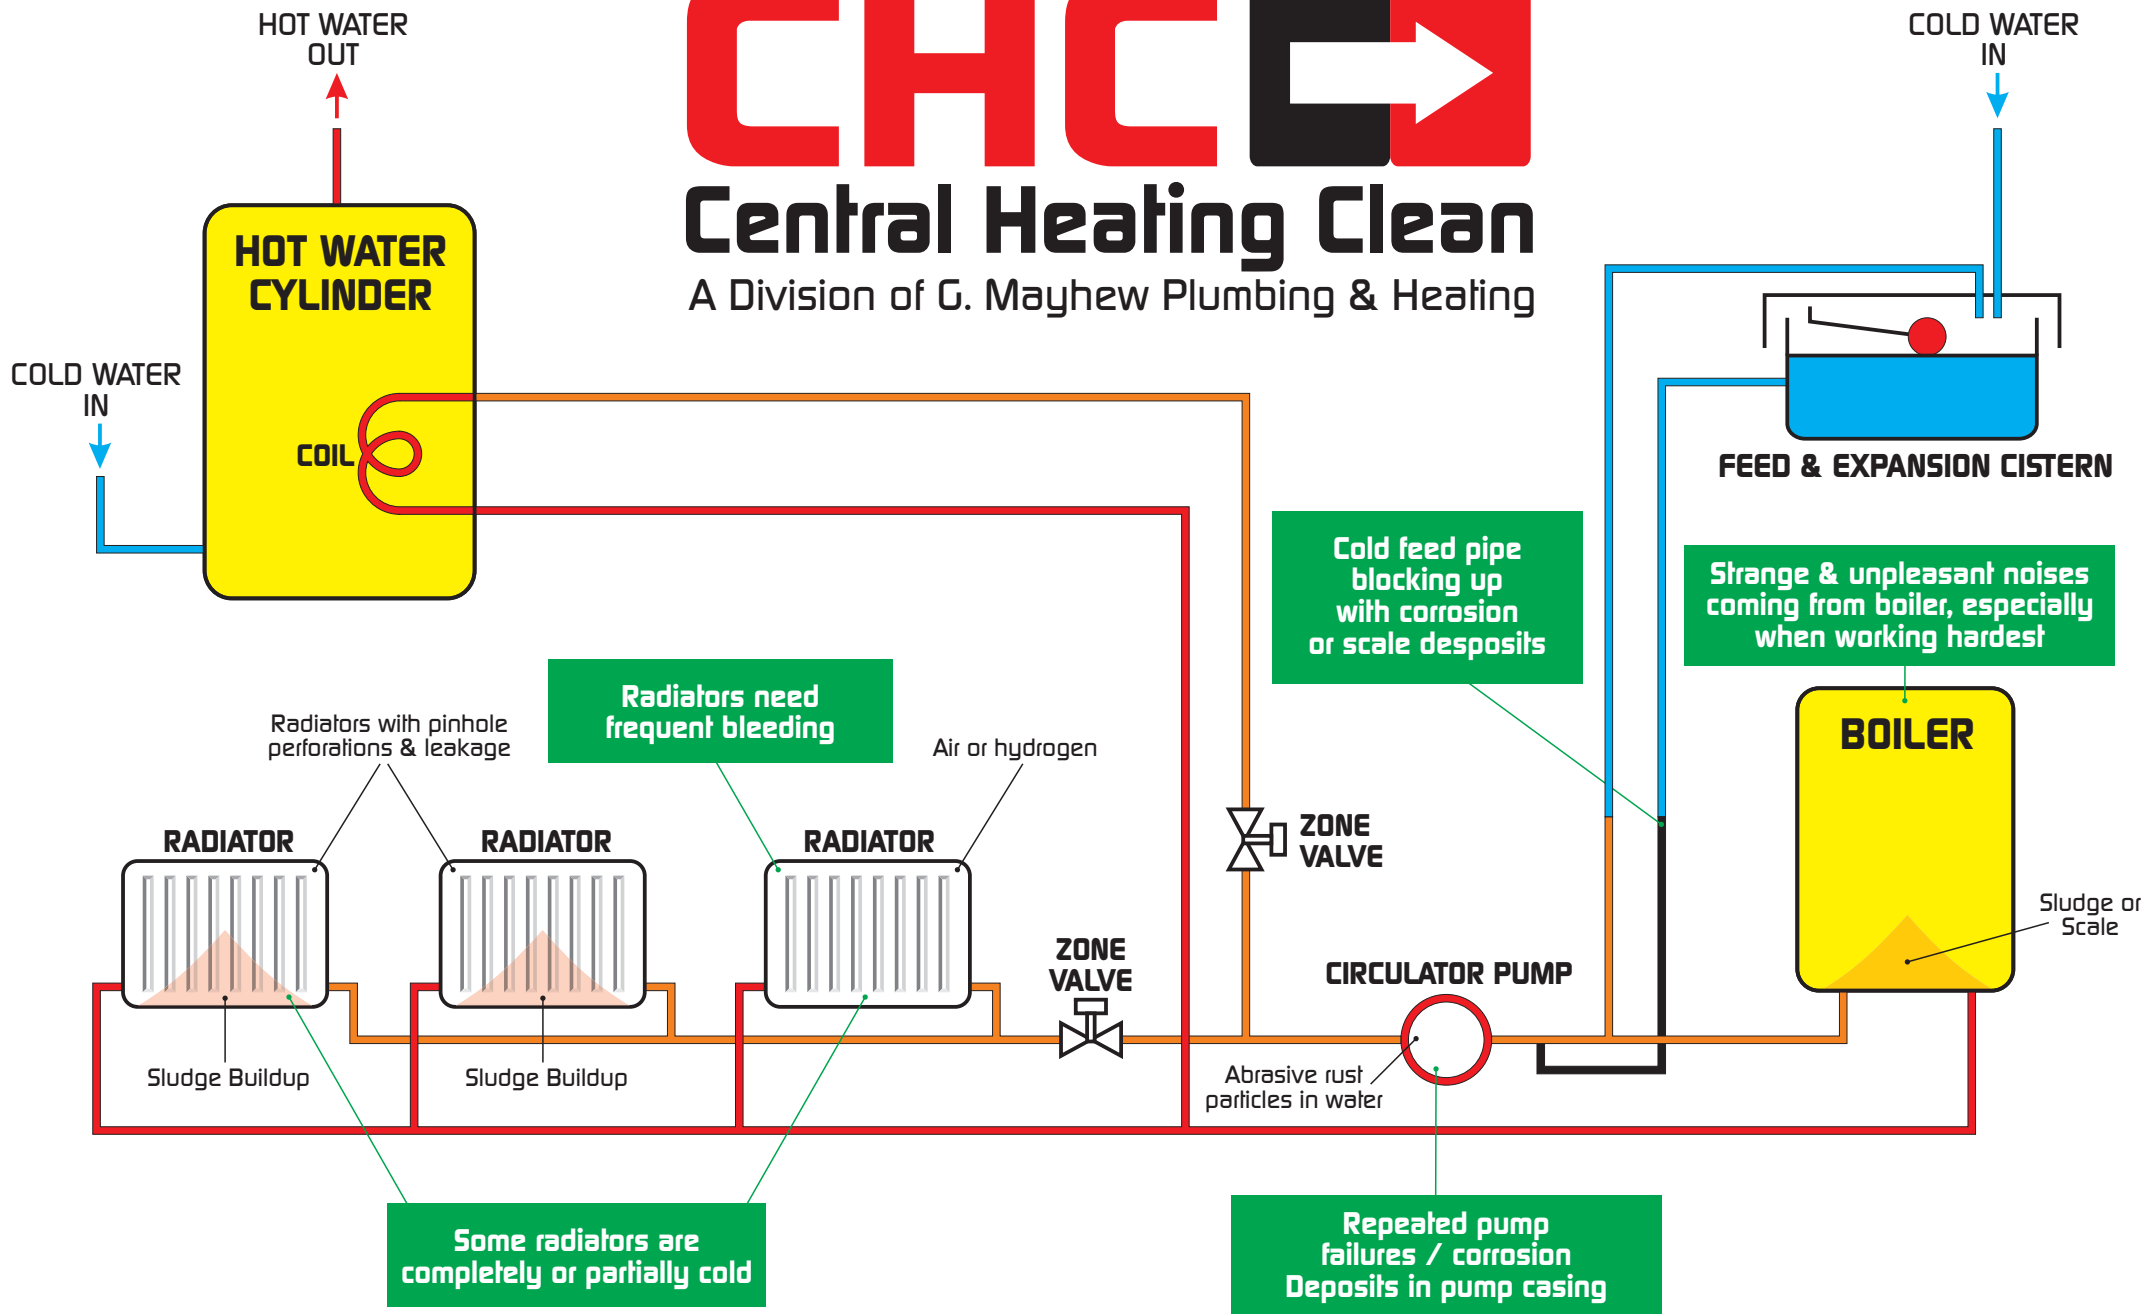 CHC
Central Heating Clean
A Division of G. Mayhew Plumbing & Heating
HOT WATER
OUT
COLD WATER
IN
HOT WATER
CYLINDER
COLD WATER
IN
COIL
FEED & EXPANSION CISTERN
Cold feed pipe
blocking up
with corrosion
or scale desposits
Strange & unpleasant noises
coming from boiler, especially
when working hardest
Radiators need
frequent bleeding
Radiators with pinhole
perforations & leakage
Air or hydrogen
BOILER
RADIATOR
RADIATOR
RADIATOR
ZONE
VALVE
Sludge or
Scale
ZONE
VALVE
CIRCULATOR PUMP
Sludge Buildup
Sludge Buildup
Abrasive rust
particles in water
Some radiators are
completely or partially cold
Repeated pump
failures / corrosion
Deposits in pump casing